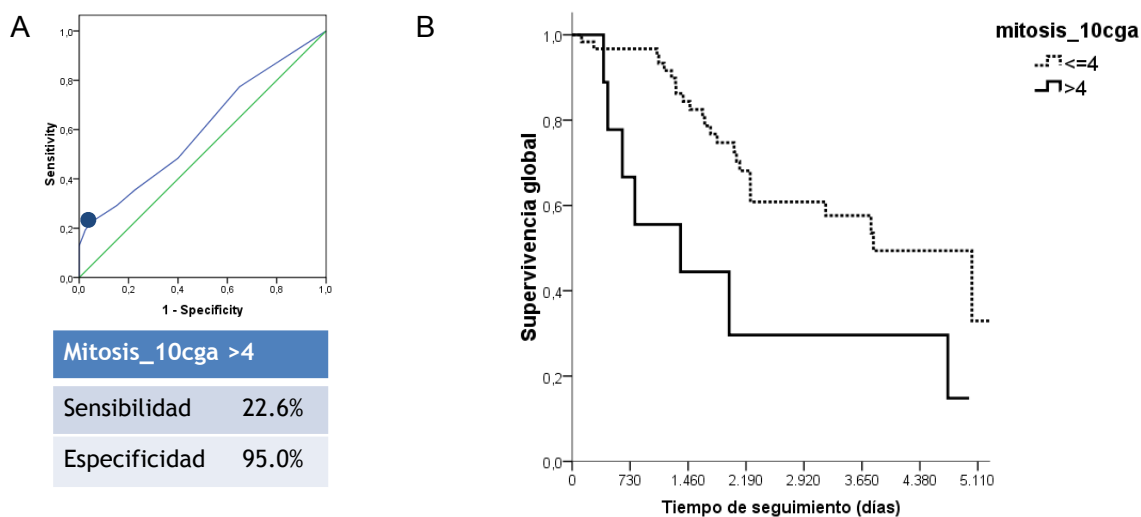 A
1,0
0,8
0,6
0,4
0,2
0,0
Sensitivity
0,0 0,2 0,4 0,6 0,8 1,0
1 - Specificity
Mitosis_10cga >4
Sensibilidad 22.6%
Especificidad 95.0%
B
1,0
0,8
0,6
0,4
0,2
0,0
Supervivencia global
0 730 1.460 2.190 2.920 3.650 4.380 5.110
Tiempo de seguimiento (días)
mitosis_10cga
<=4
>4